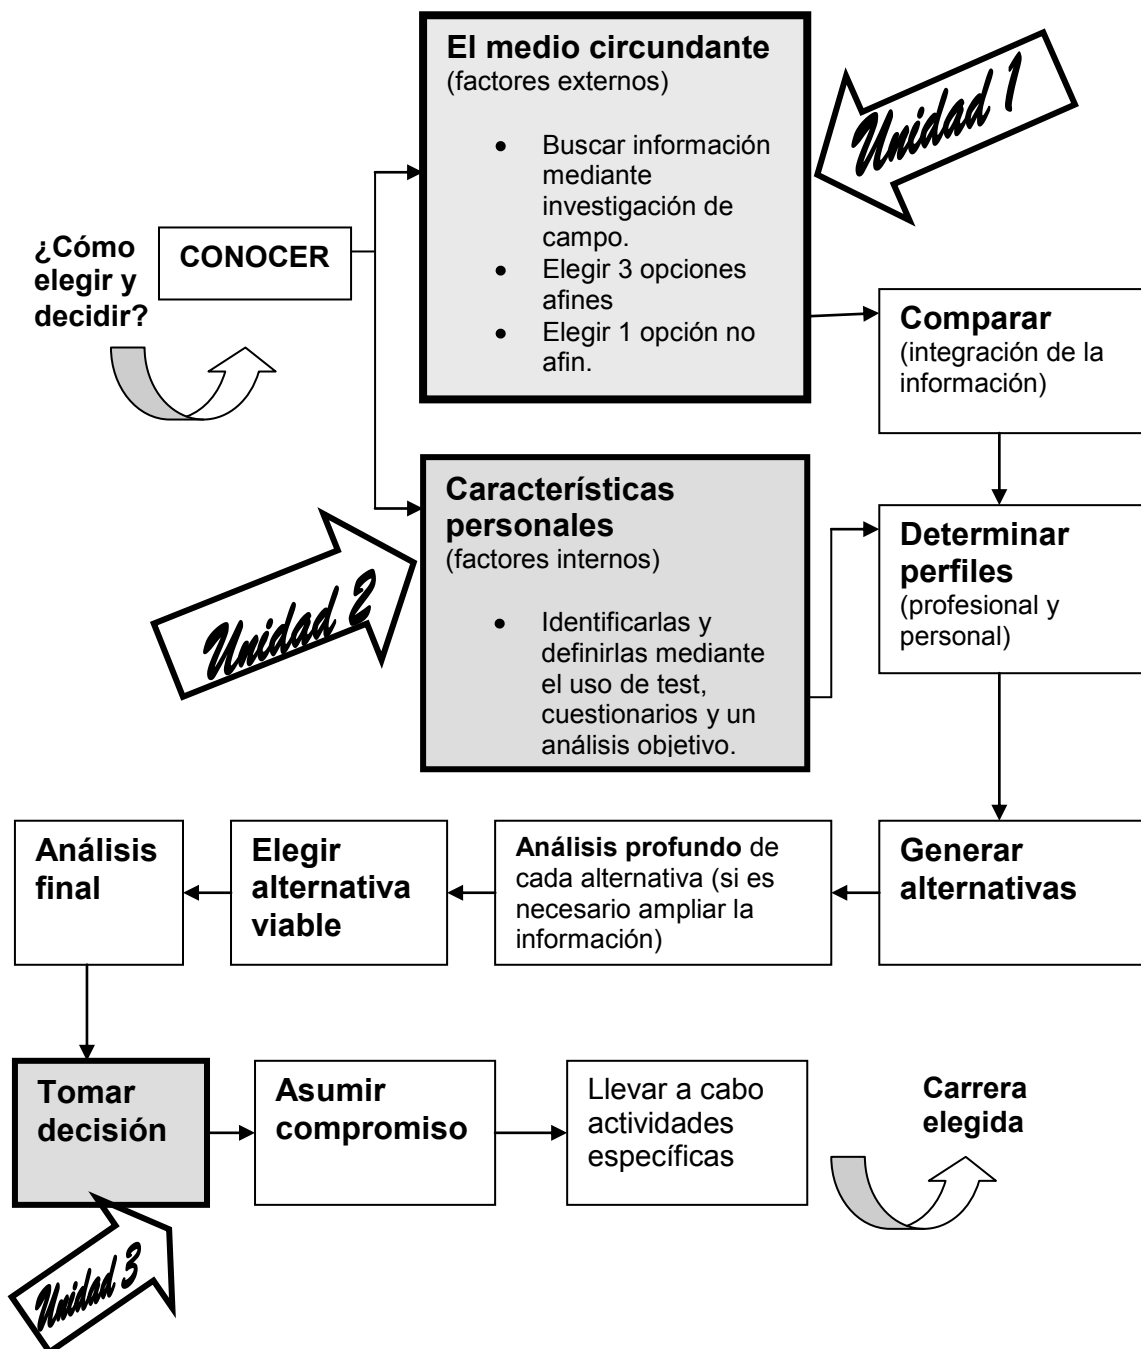 El medio circundante
(factores externos)
• Buscar información
mediante
investigación de
campo.
• Elegir 3 opciones
afines
• Elegir 1 opción no
afin.
Unidad 1
¿Cómo
elegir y
decidir?
CONOCER
Comparar
(integración de la
información)
Características
personales
(factores internos)
• Identificarlas y
definirlas mediante
el uso de test,
cuestionarios y un
análisis objetivo.
Unidad 2
Determinar
perfiles
(profesional y
personal)
Generar
alternativas
Análisis profundo de
cada alternativa (si es
necesario ampliar la
información)
Elegir
alternativa
viable
Análisis
final
Tomar
decisión
Unidad 3
Asumir
compromiso
Llevar a cabo
actividades
específicas
Carrera
elegida